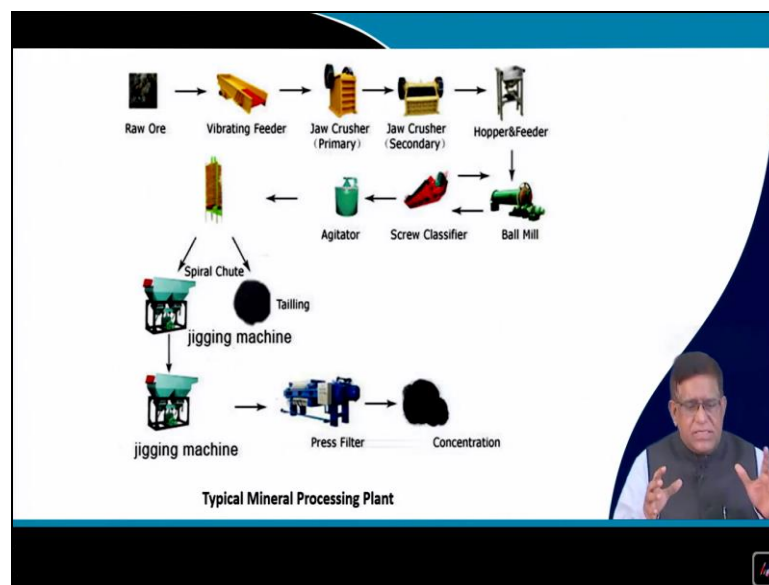 Raw Ore
Vibrating Feeder
Jaw Crusher
(Primary)
Jaw Crusher
(Secondary)
Hopper&Feeder
Agitator
Screw Classifier
Ball Mill
Spiral Chute
Tailling
jigging machine
jigging machine
Press Filter
Concentration
Typical Mineral Processing Plant